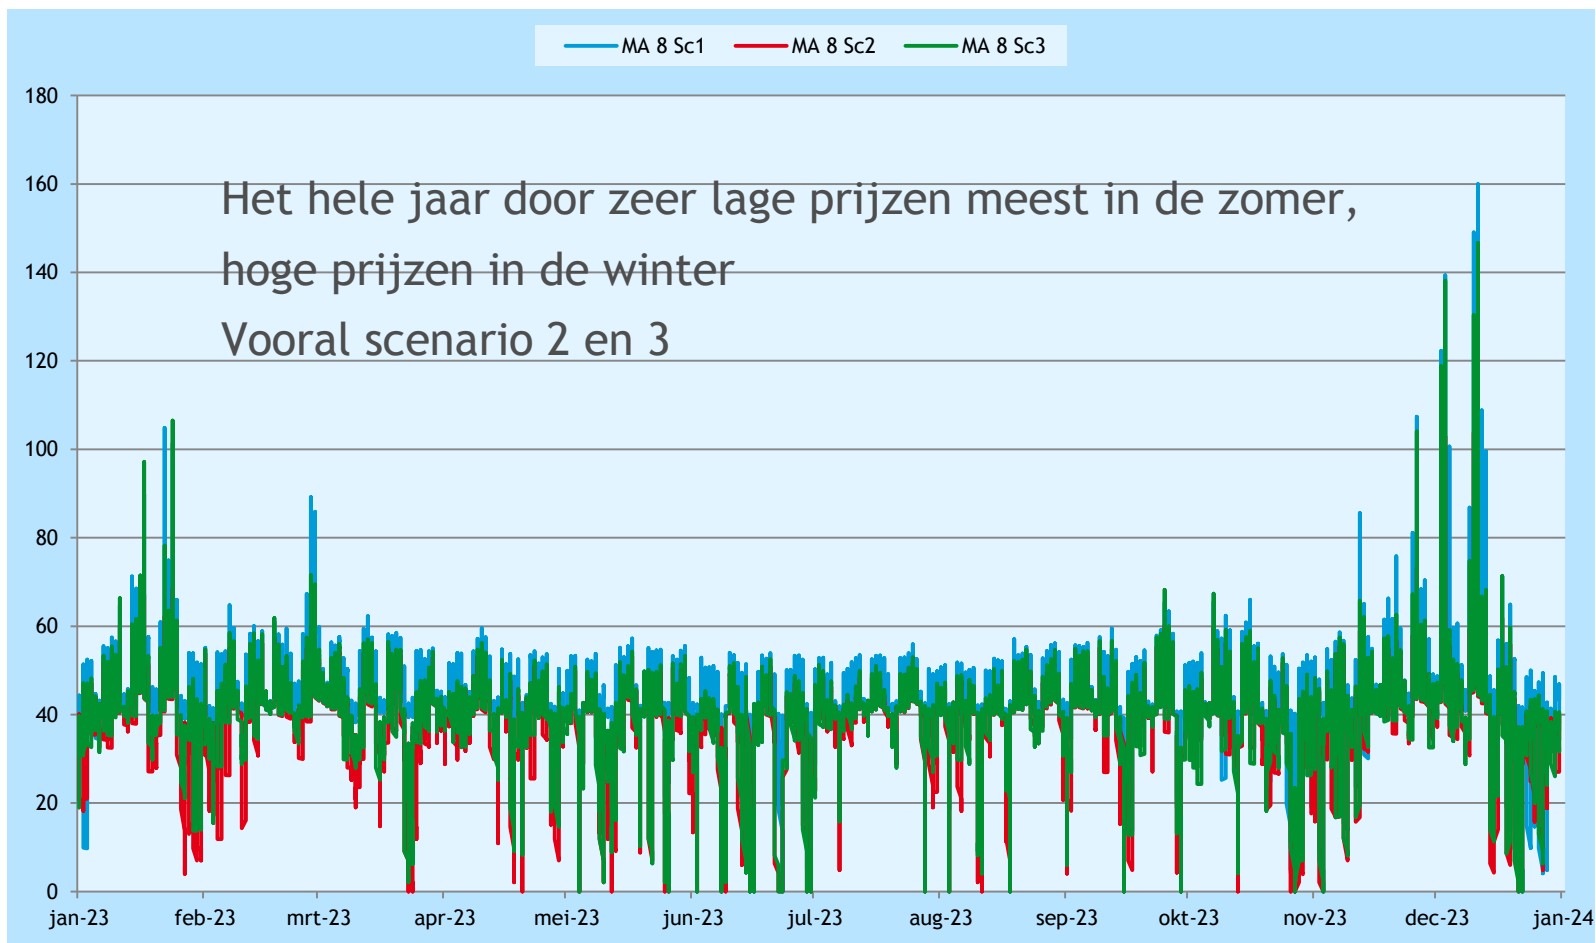 MA 8 Sc1 MA 8 Sc2 MA 8 Sc3
180
160
140
120
100
80
60
40
20
0
Het hele jaar door zeer lage prijzen meest in de zomer,
hoge prijzen in de winter
Vooral scenario 2 en 3
jan-23 feb-23 mrt-23 apr-23 mei-23 jun-23 jul-23 aug-23 sep-23 okt-23 nov-23 dec-23 jan-24